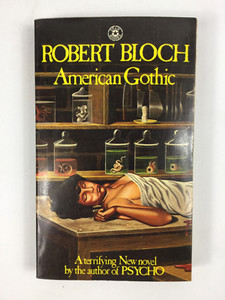 ROBERT BLOCH
American Gothic
A terrifying New novel
by the author of PSYCHO